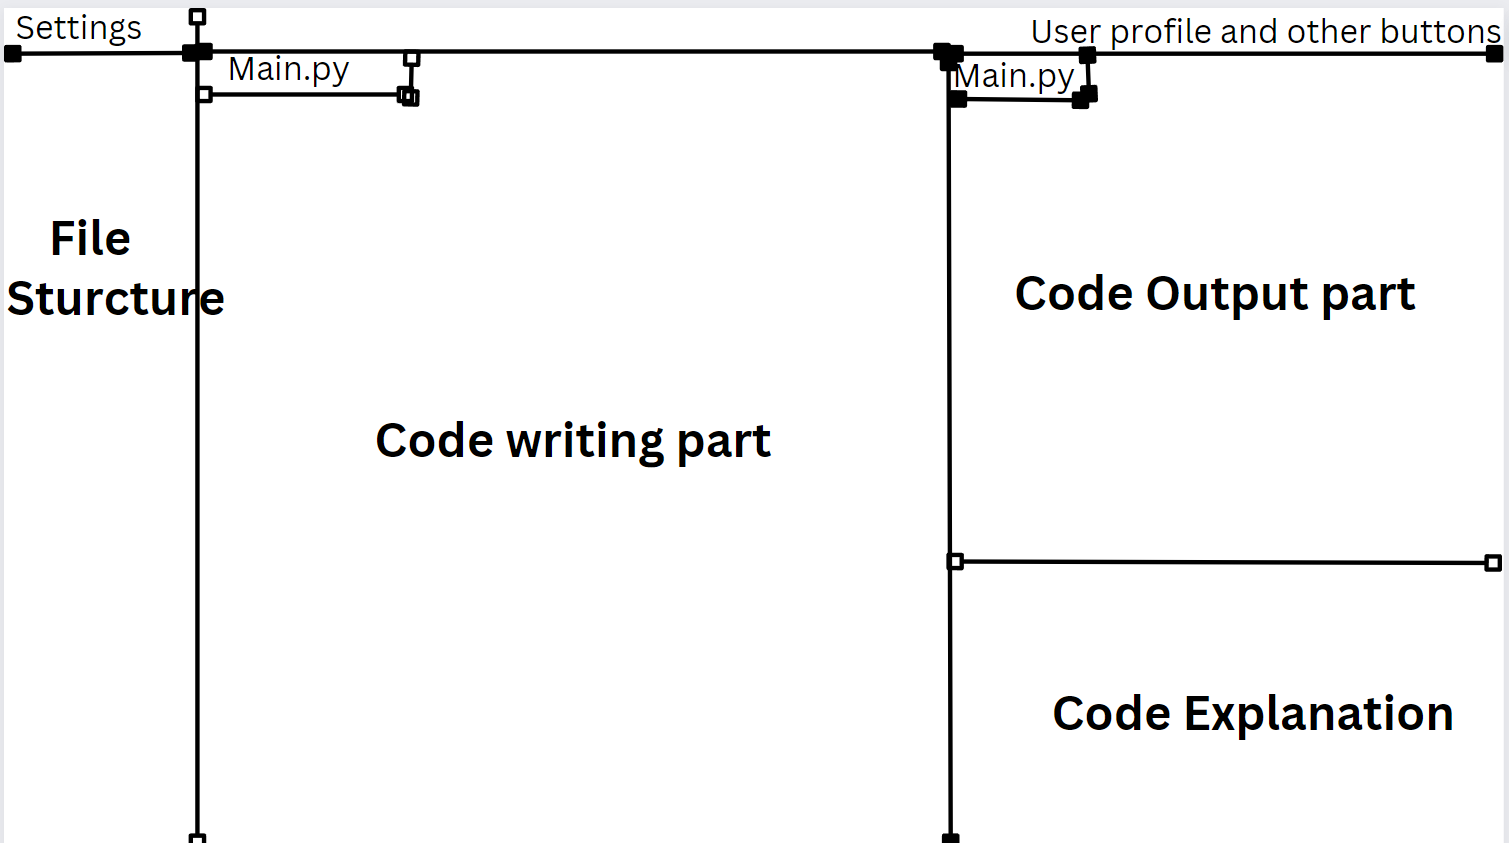 Settings
User profile and other buttons
Main.py
Main.py
File
Sturcture
Code Output part
Code writing part
Code Explanation